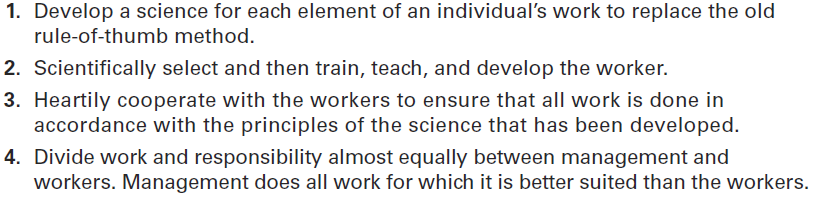 1. Develop a science for each element of an individual’s work to replace the old
rule-of-thumb method.
2. Scientifically select and then train, teach, and develop the worker.
3. Heartily cooperate with the workers to ensure that all work is done in
accordance with the principles of the science that has been developed.
4. Divide work and responsibility almost equally between management and
workers. Management does all work for which it is better suited than the workers.